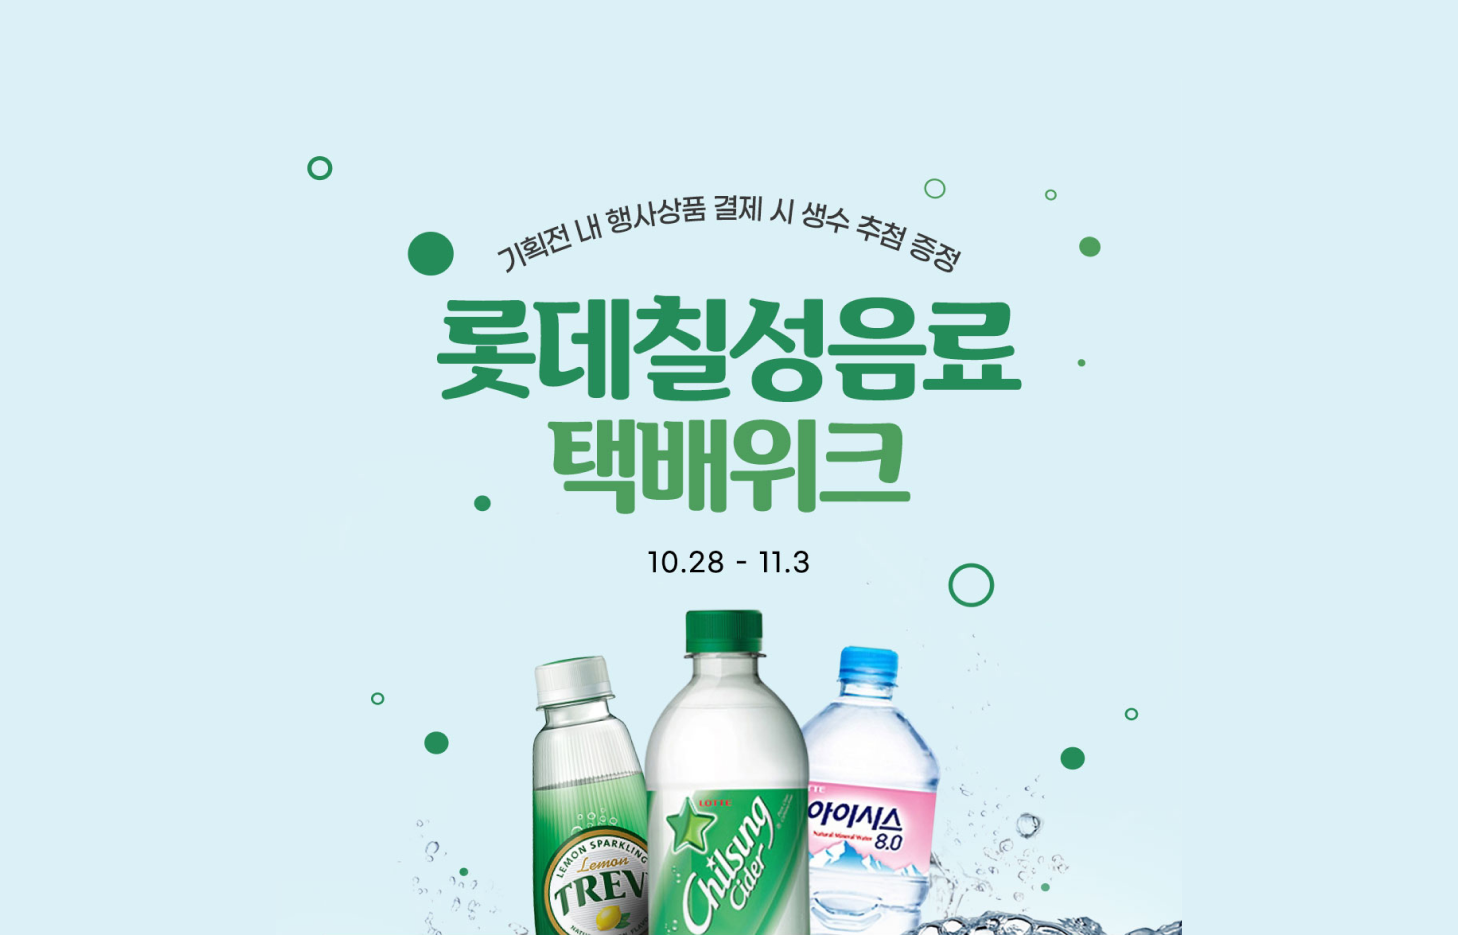 기획전 내 행사상품 결제 시 생수 추첨 증정
롯데칠성음료
택배위크
10.28 - 11.3
LEMON SPARKLING
Lemon
TREV
LOTTE
Chilsung
Cider
아이시스
Natural Mineral Water
8.0